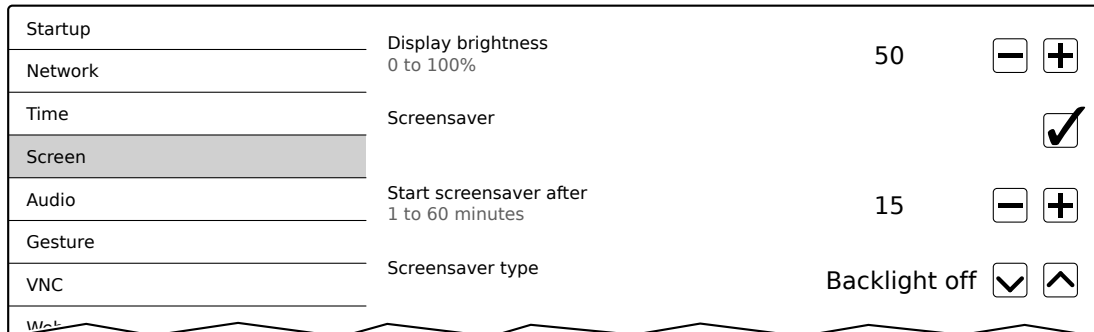 Startup
Network
Time
Screen
Audio
Gesture
VNC
Display brightness
0 to 100%
50
Screensaver
Start screensaver after
1 to 60 minutes
15
Screensaver type
Backlight off